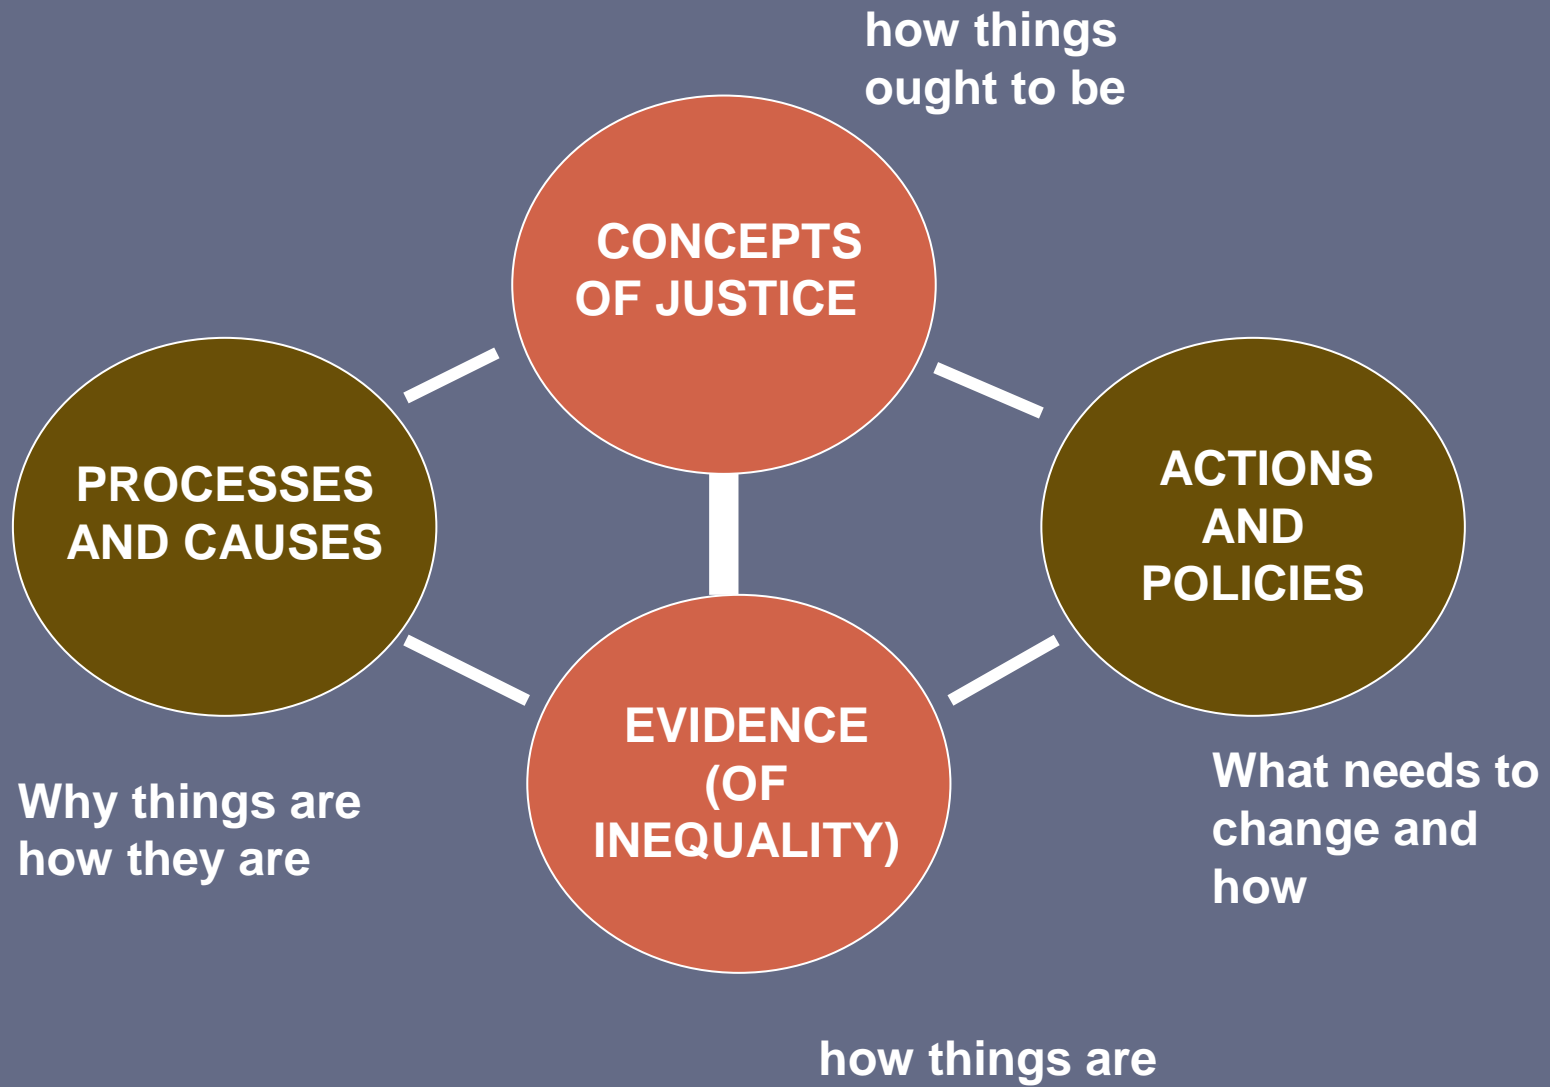 how things
ought to be
CONCEPTS
OF JUSTICE
PROCESSES
AND CAUSES
ACTIONS
AND
POLICIES
EVIDENCE
(OF
INEQUALITY)
Why things are
how they are
What needs to
change and
how
how things are